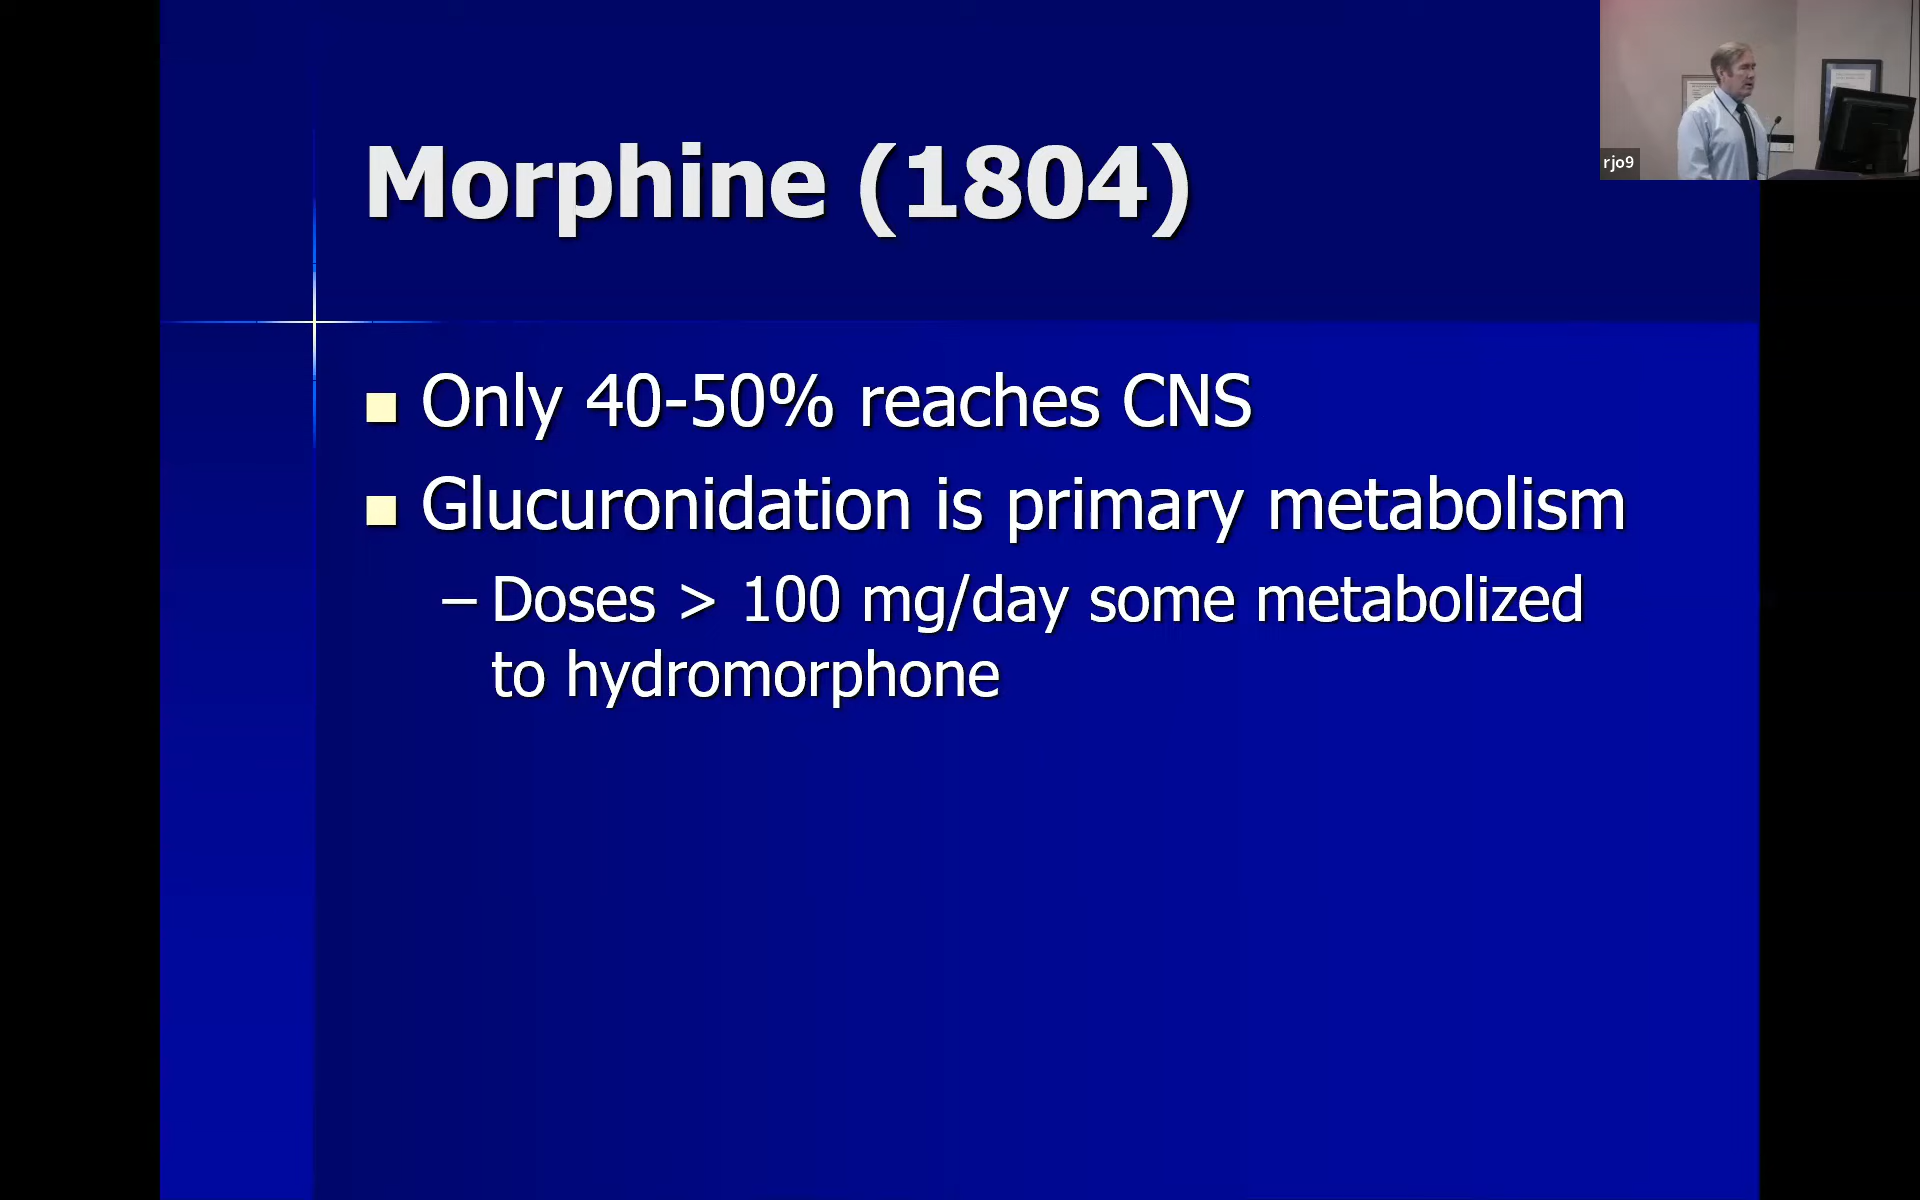 Morphine (1804)
Only 40-50% reaches CNS
Glucuronidation is primary metabolism
– Doses > 100 mg/day some metabolized
to hydromorphone
rjo9